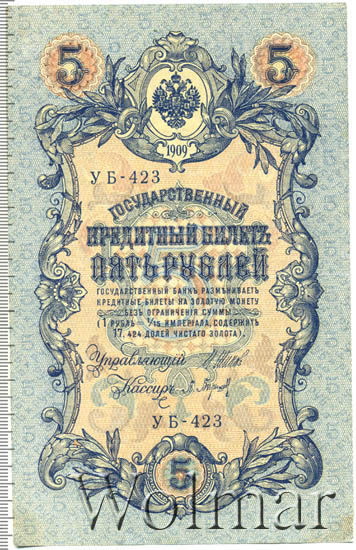 5 5
1909
УБ-423
ГОСУДАРСТВЕННЫЙ
КРЕДИТНЫЙ БИЛЕТЪ
ПЯТЬ РУБЛЕЙ
ГОСУДАРСТВЕННЫЙ БАНКЪ РАЗМѢНИВАЕТЪ
КРЕДИТНЫЕ БИЛЕТЫ НА ЗОЛОТУЮ МОНЕТУ
БЕЗЪ ОГРАНИЧЕНІЯ СУММЫ
(1 РУБЛЬ = 1/15 ИМПЕРІАЛА, СОДЕРЖИТЪ
17,424 ДОЛЕЙ ЧИСТАГО ЗОЛОТА).
Управляющій
Кассиръ
УБ-423
5
Wolmar